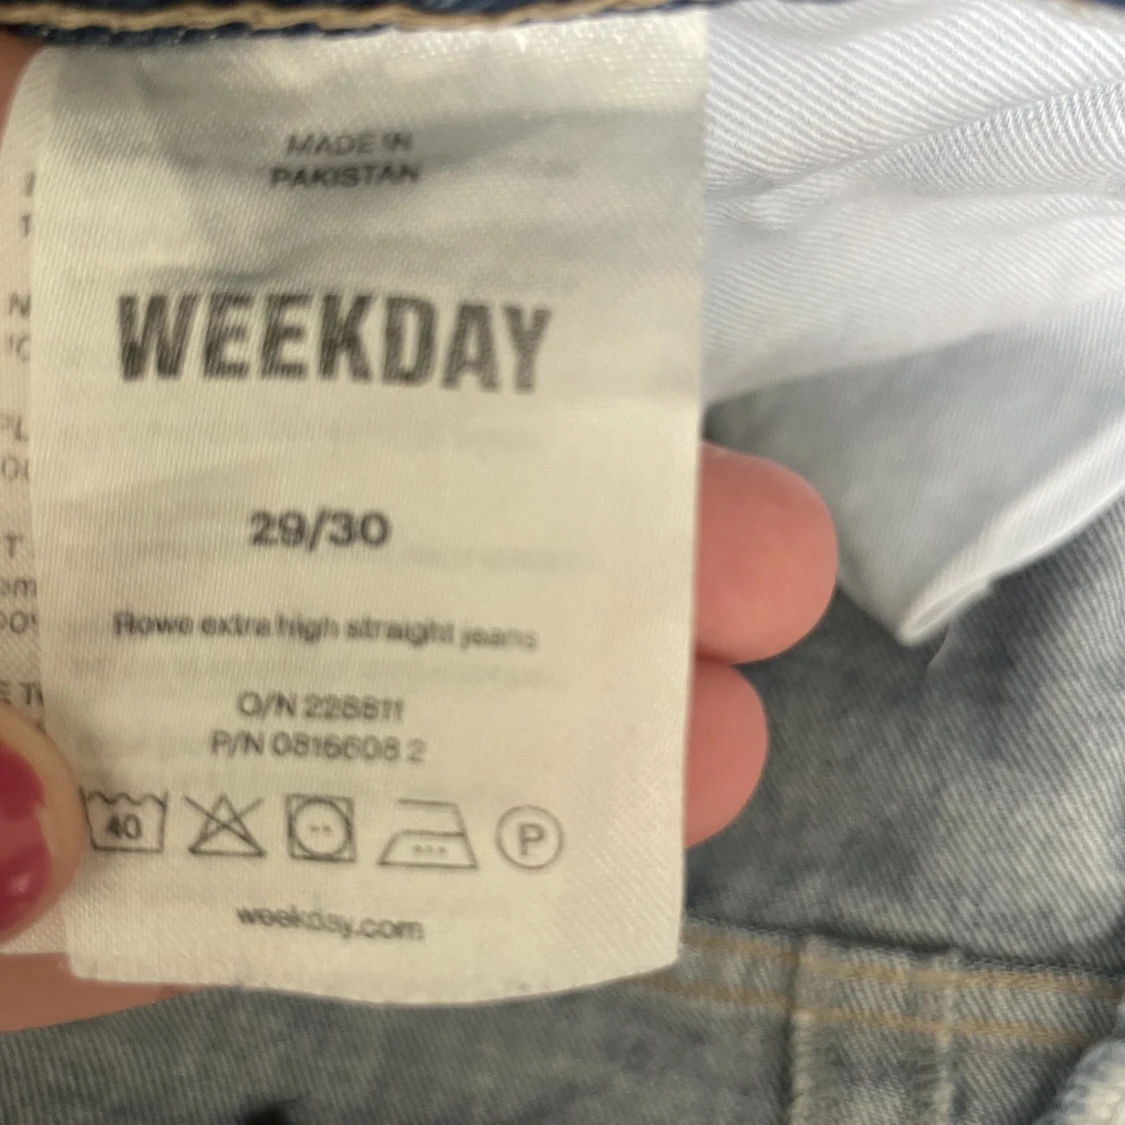 MADE IN
PAKISTAN
WEEKDAY
29/30
Rowe extra high straight jeans
O/N 228811
P/N 0816608 2
40
P
weekday.com